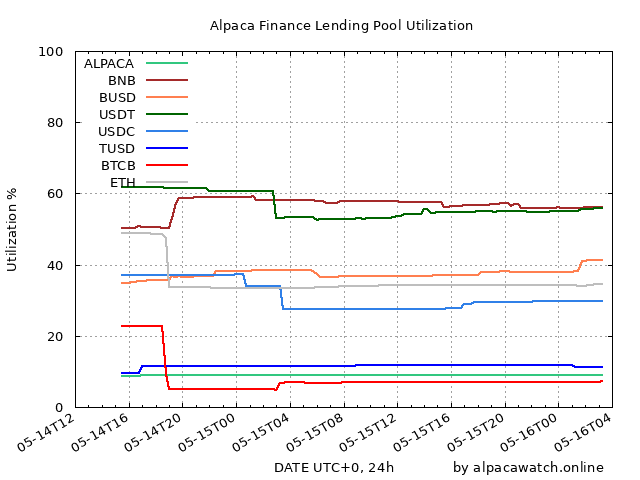 Alpaca Finance Lending Pool Utilization
100
80
60
40
20
0
Utilization %
ALPACA
BNB
BUSD
USDT
USDC
TUSD
BTCB
ETH
05-14T12
05-14T16
05-14T20
05-15T00
05-15T04
05-15T08
05-15T12
05-15T16
05-15T20
05-16T00
05-16T04
DATE UTC+0, 24h
by alpacawatch.online